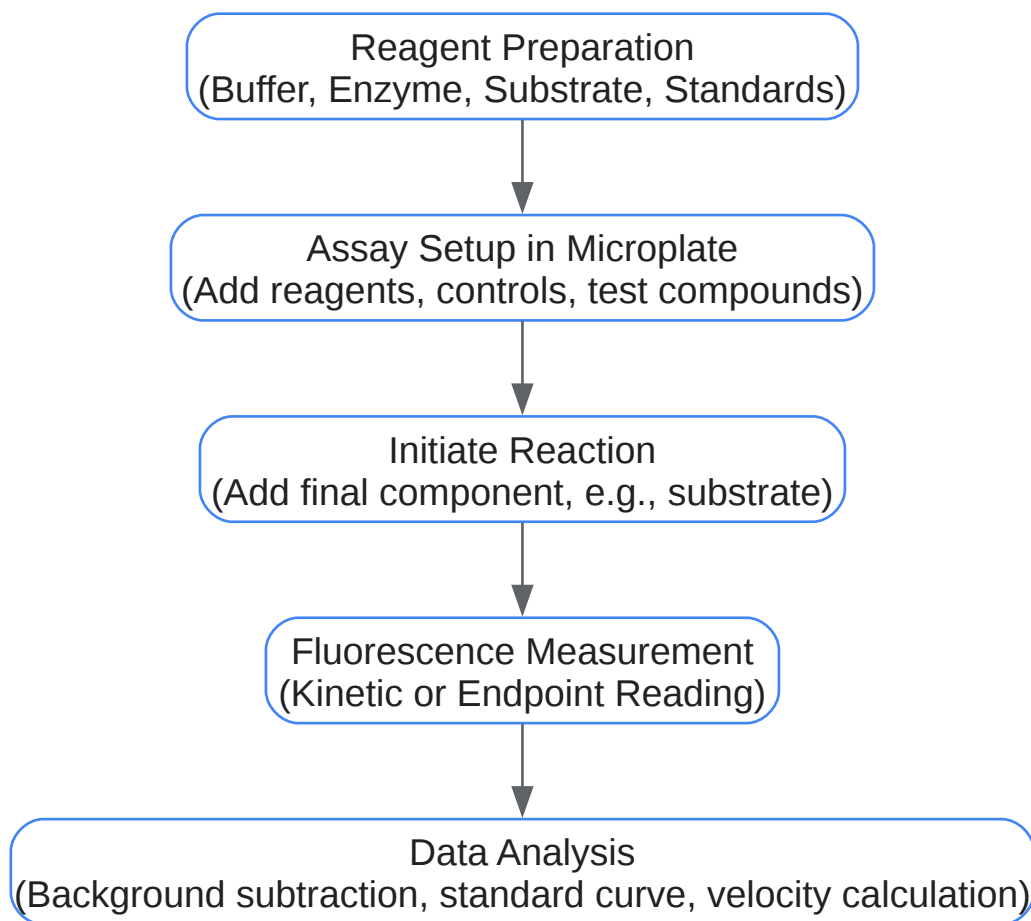 Reagent Preparation
(Buffer, Enzyme, Substrate, Standards)
Assay Setup in Microplate
(Add reagents, controls, test compounds)
Initiate Reaction
(Add final component, e.g., substrate)
Fluorescence Measurement
(Kinetic or Endpoint Reading)
Data Analysis
(Background subtraction, standard curve, velocity calculation)